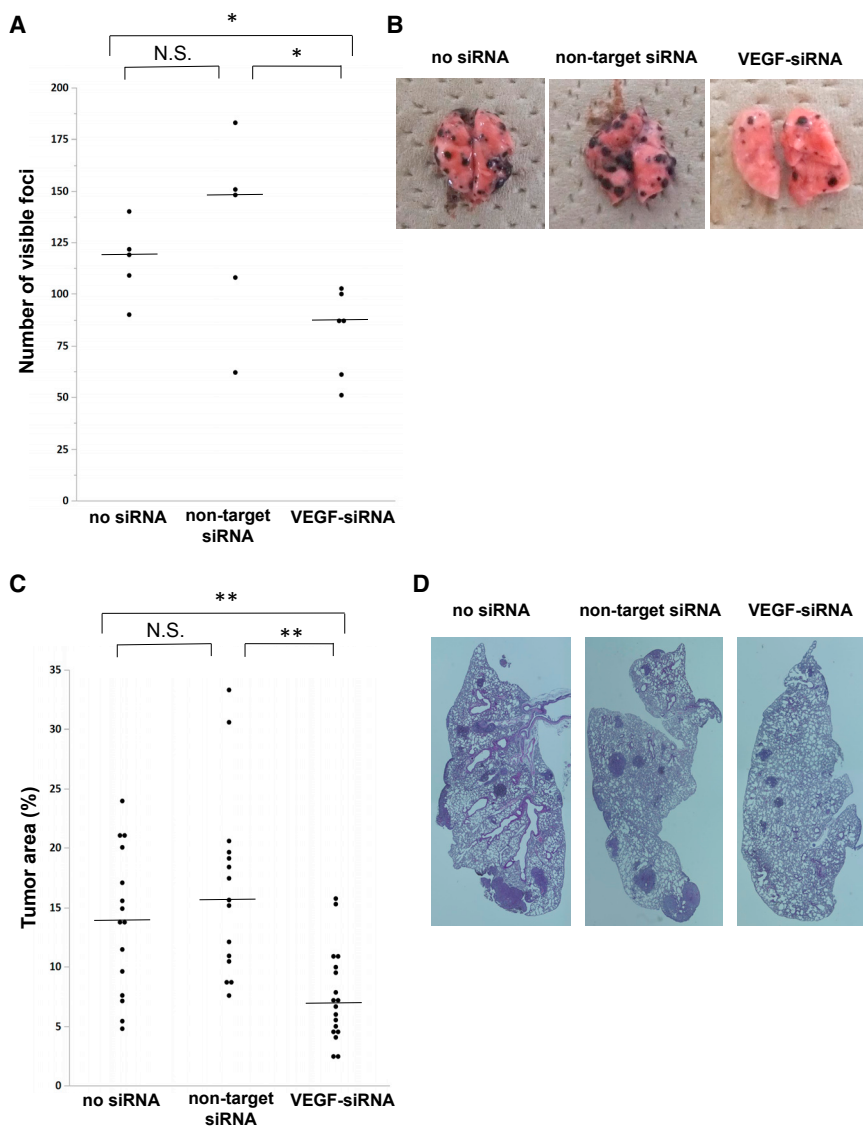 A
*
N.S.
*
Number of visible foci
200
175
150
125
100
75
50
25
0
no siRNA
non-target
siRNA
VEGF-siRNA
B
no siRNA
non-target siRNA
VEGF-siRNA
C
**
N.S.
**
Tumor area (%)
35
30
25
20
15
10
5
0
no siRNA
non-target
siRNA
VEGF-siRNA
D
no siRNA
non-target siRNA
VEGF-siRNA